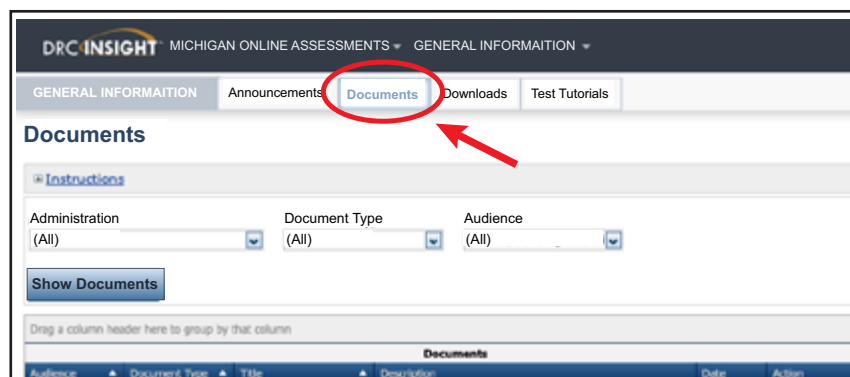 DRC INSIGHT MICHIGAN ONLINE ASSESSMENTS GENERAL INFORMAITION
GENERAL INFORMAITION Announcements Documents Downloads Test Tutorials
Documents
Instructions
Administration Document Type Audience
(All) (All) (All)
Show Documents
Drag a column header here to group by that column
Documents
Audience Document Type Title Description Date Action